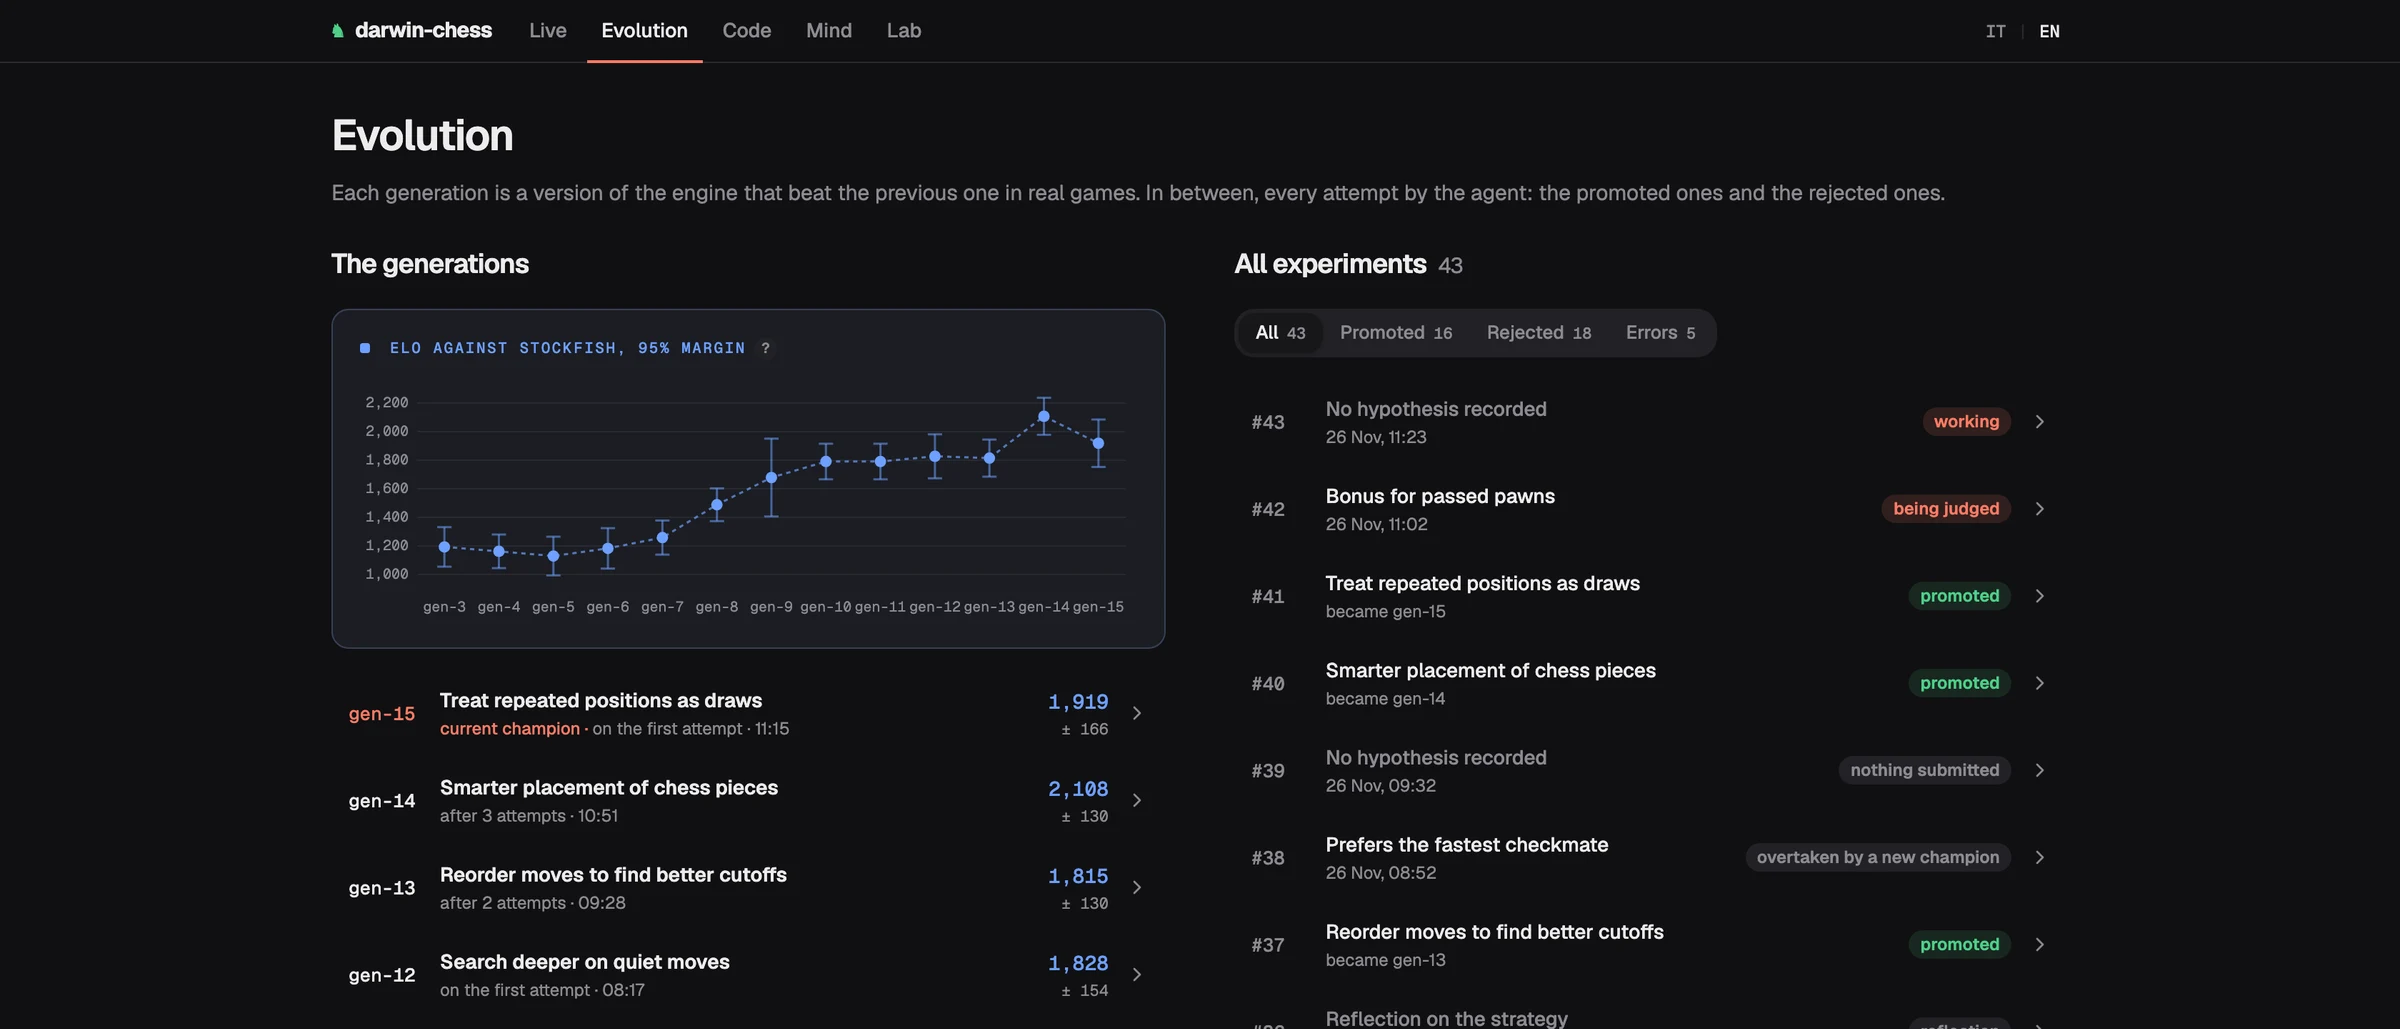 darwin-chess Live Evolution Code Mind Lab IT EN
Evolution
Each generation is a version of the engine that beat the previous one in real games. In between, every attempt by the agent: the promoted ones and the rejected ones.
The generations
ELO AGAINST STOCKFISH, 95% MARGIN ?
2,200
2,000
1,800
1,600
1,400
1,200
1,000
gen-3 gen-4 gen-5 gen-6 gen-7 gen-8 gen-9 gen-10 gen-11 gen-12 gen-13 gen-14 gen-15
gen-15 Treat repeated positions as draws 1,919
current champion · on the first attempt · 11:15 ± 166
gen-14 Smarter placement of chess pieces 2,108
after 3 attempts · 10:51 ± 130
gen-13 Reorder moves to find better cutoffs 1,815
after 2 attempts · 09:28 ± 130
gen-12 Search deeper on quiet moves 1,828
on the first attempt · 08:17 ± 154
All experiments 43
All 43 Promoted 16 Rejected 18 Errors 5
#43 No hypothesis recorded working
26 Nov, 11:23
#42 Bonus for passed pawns being judged
26 Nov, 11:02
#41 Treat repeated positions as draws promoted
became gen-15
#40 Smarter placement of chess pieces promoted
became gen-14
#39 No hypothesis recorded nothing submitted
26 Nov, 09:32
#38 Prefers the fastest checkmate overtaken by a new champion
26 Nov, 08:52
#37 Reorder moves to find better cutoffs promoted
became gen-13
Reflection on the strategy